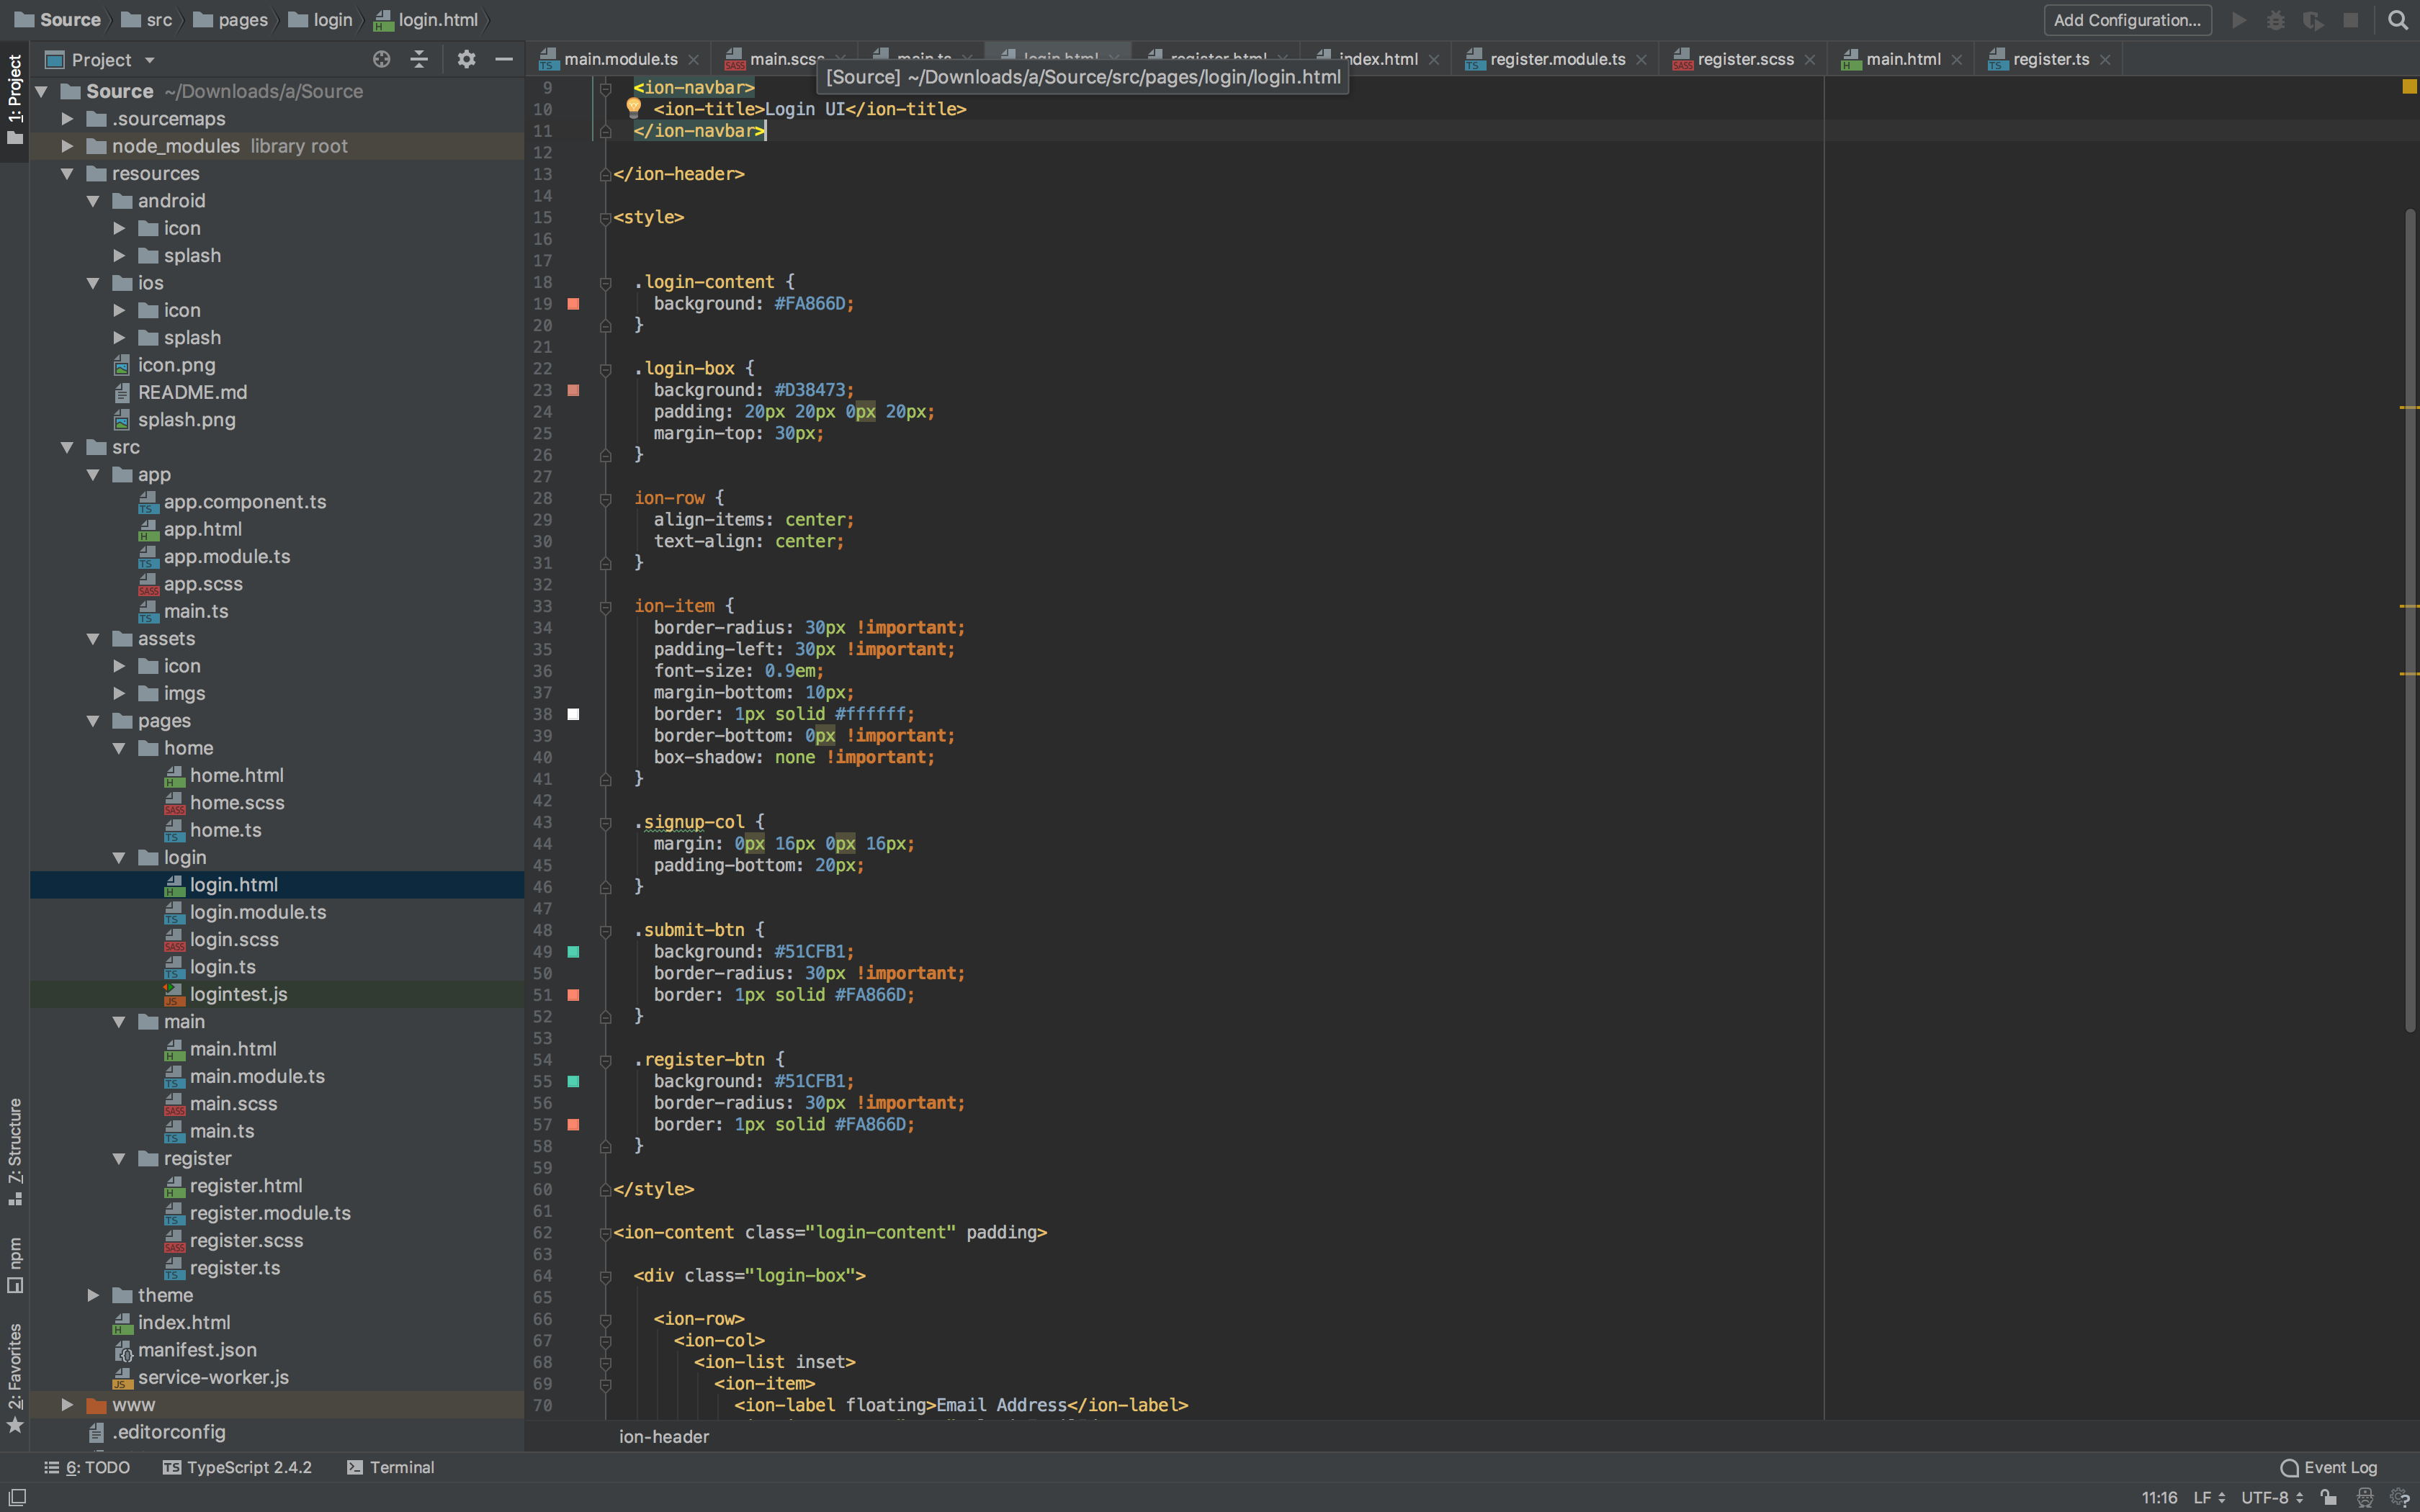 Source src pages login login.html
Add Configuration...
1: Project
Project
main.module.ts main.scss main.ts login.html register.html index.html register.module.ts register.scss main.html register.ts
[Source] ~/Downloads/a/Source/src/pages/login/login.html
Source ~/Downloads/a/Source
.sourcemaps
node_modules library root
resources
android
icon
splash
ios
icon
splash
icon.png
README.md
splash.png
src
app
app.component.ts
app.html
app.module.ts
app.scss
main.ts
assets
icon
imgs
pages
home
home.html
home.scss
home.ts
login
login.html
login.module.ts
login.scss
login.ts
logintest.js
main
main.html
main.module.ts
main.scss
main.ts
register
register.html
register.module.ts
register.scss
register.ts
theme
index.html
manifest.json
service-worker.js
www
.editorconfig
7: Structure
npm
2: Favorites
9 <ion-navbar>
10 <ion-title>Login UI</ion-title>
11 </ion-navbar>
12
13 </ion-header>
14
15 <style>
16
17
18 .login-content {
19 background: #FA866D;
20 }
21
22 .login-box {
23 background: #D38473;
24 padding: 20px 20px 0px 20px;
25 margin-top: 30px;
26 }
27
28 ion-row {
29 align-items: center;
30 text-align: center;
31 }
32
33 ion-item {
34 border-radius: 30px !important;
35 padding-left: 30px !important;
36 font-size: 0.9em;
37 margin-bottom: 10px;
38 border: 1px solid #ffffff;
39 border-bottom: 0px !important;
40 box-shadow: none !important;
41 }
42
43 .signup-col {
44 margin: 0px 16px 0px 16px;
45 padding-bottom: 20px;
46 }
47
48 .submit-btn {
49 background: #51CFB1;
50 border-radius: 30px !important;
51 border: 1px solid #FA866D;
52 }
53
54 .register-btn {
55 background: #51CFB1;
56 border-radius: 30px !important;
57 border: 1px solid #FA866D;
58 }
59
60 </style>
61
62 <ion-content class="login-content" padding>
63
64 <div class="login-box">
65
66 <ion-row>
67 <ion-col>
68 <ion-list inset>
69 <ion-item>
70 <ion-label floating>Email Address</ion-label>
ion-header
6: TODO TypeScript 2.4.2 Terminal Event Log
11:16 LF UTF-8